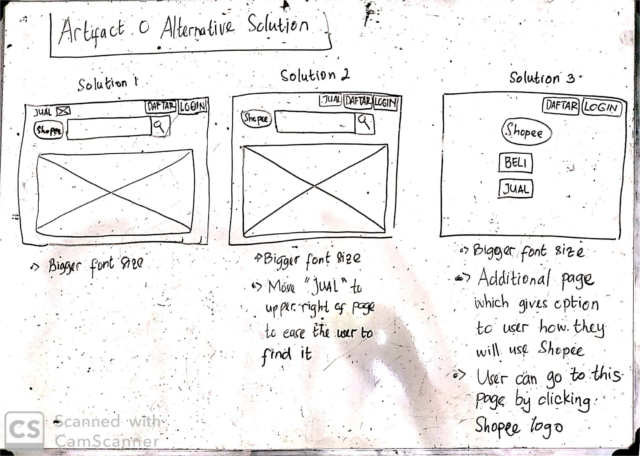 Artifact 0 Alternative Solution
Solution 1
JUAL
DAFTAR LOGIN
Shopee
-> Bigger font size
Solution 2
JUAL DAFTAR LOGIN
Shopee
-> Bigger font size
-> Move "JUAL" to
upper right of page
to ease the user to
find it
Solution 3
DAFTAR LOGIN
Shopee
BELI
JUAL
-> Bigger font size
-> Additional page
which gives option
to user how they
will use Shopee
-> User can go to this
page by clicking
Shopee logo
CS Scanned with
CamScanner